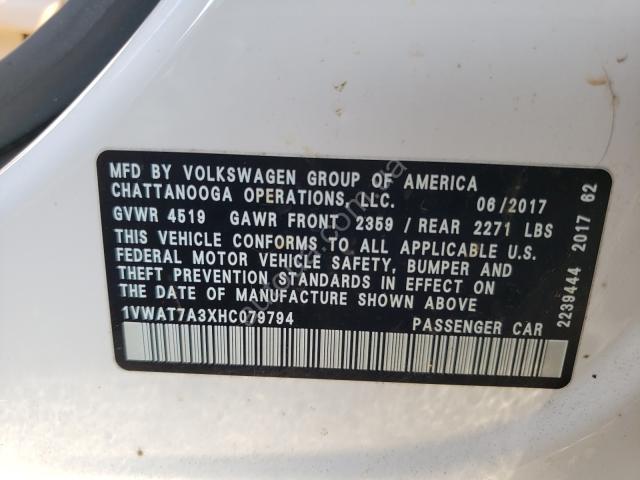 MFD BY VOLKSWAGEN GROUP OF AMERICA
CHATTANOOGA OPERATIONS, LLC. 06/2017
GVWR 4519 GAWR FRONT 2359 / REAR 2271 LBS
THIS VEHICLE CONFORMS TO ALL APPLICABLE U.S.
FEDERAL MOTOR VEHICLE SAFETY, BUMPER AND
THEFT PREVENTION STANDARDS IN EFFECT ON
THE DATE OF MANUFACTURE SHOWN ABOVE
1VWAT7A3XHC079794 PASSENGER CAR
2239444 2017 62